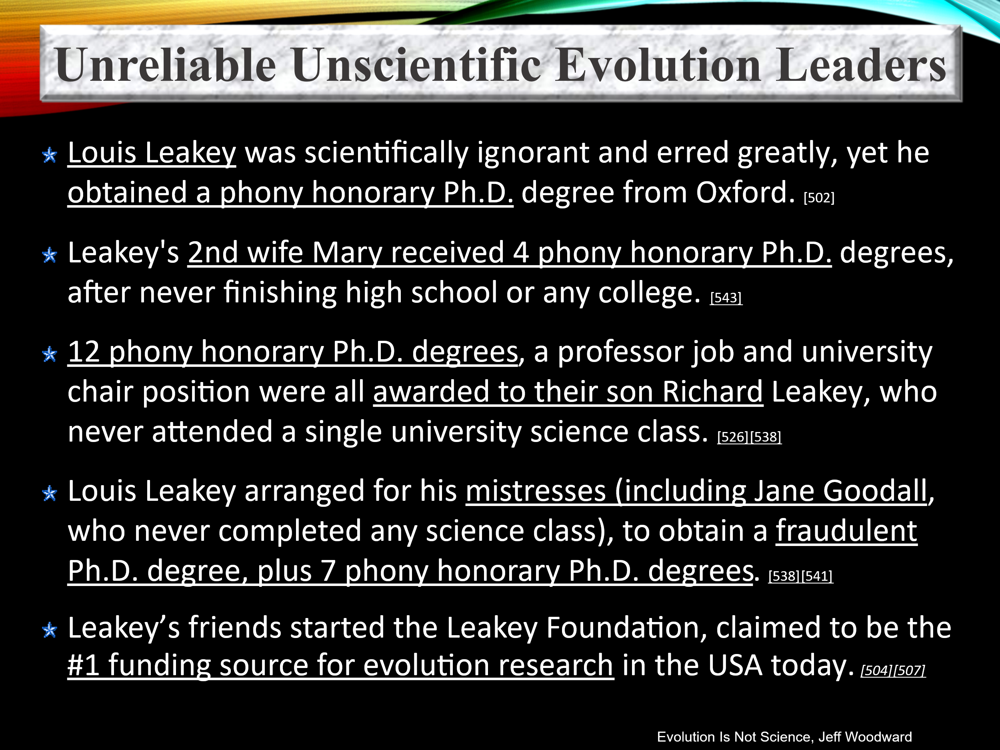 Unreliable Unscientific Evolution Leaders
Louis Leakey was scientifically ignorant and erred greatly, yet he
obtained a phony honorary Ph.D. degree from Oxford. [502]
Leakey's 2nd wife Mary received 4 phony honorary Ph.D. degrees,
after never finishing high school or any college. [543]
12 phony honorary Ph.D. degrees, a professor job and university
chair position were all awarded to their son Richard Leakey, who
never attended a single university science class. [526][538]
Louis Leakey arranged for his mistresses (including Jane Goodall,
who never completed any science class), to obtain a fraudulent
Ph.D. degree, plus 7 phony honorary Ph.D. degrees. [538][541]
Leakey’s friends started the Leakey Foundation, claimed to be the
#1 funding source for evolution research in the USA today. [504][507]
Evolution Is Not Science, Jeff Woodward